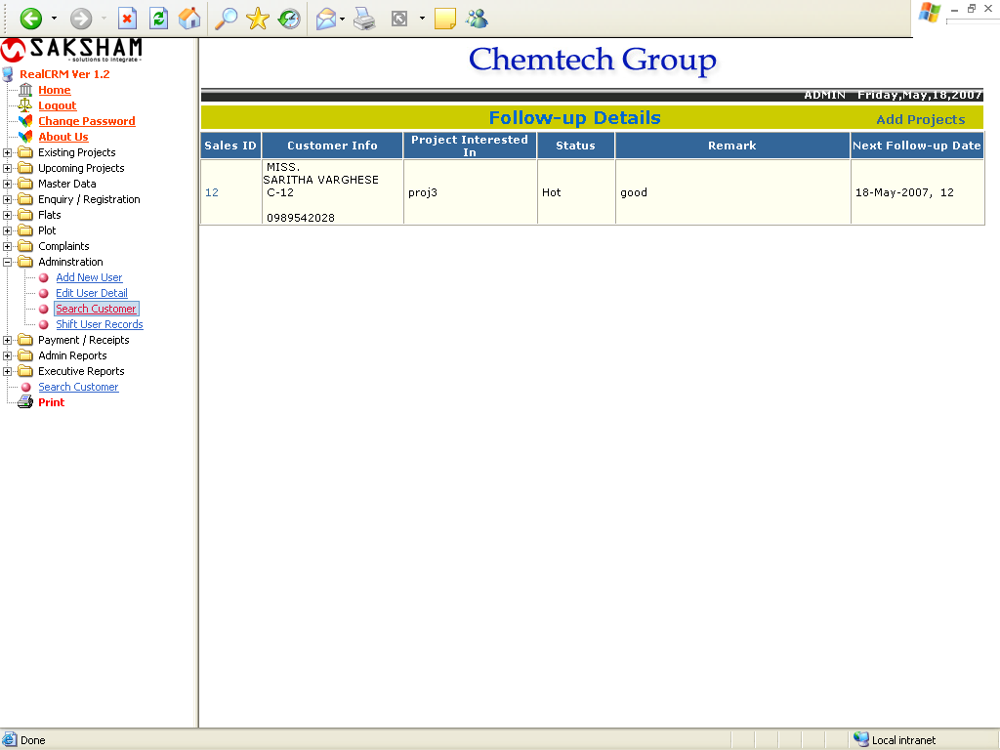 SAKSHAM
- solutions to integrate -
RealCRM Ver 1.2
Home
Logout
Change Password
About Us
Existing Projects
Upcoming Projects
Master Data
Enquiry / Registration
Flats
Plot
Complaints
Adminstration
Add New User
Edit User Detail
Search Customer
Shift User Records
Payment / Receipts
Admin Reports
Executive Reports
Search Customer
Print
Chemtech Group
ADMIN Friday,May,18,2007
Follow-up Details Add Projects
Sales ID Customer Info Project Interested In Status Remark Next Follow-up Date
MISS.
SARITHA VARGHESE
12 C-12 proj3 Hot good 18-May-2007, 12
0989542028
Done Local intranet